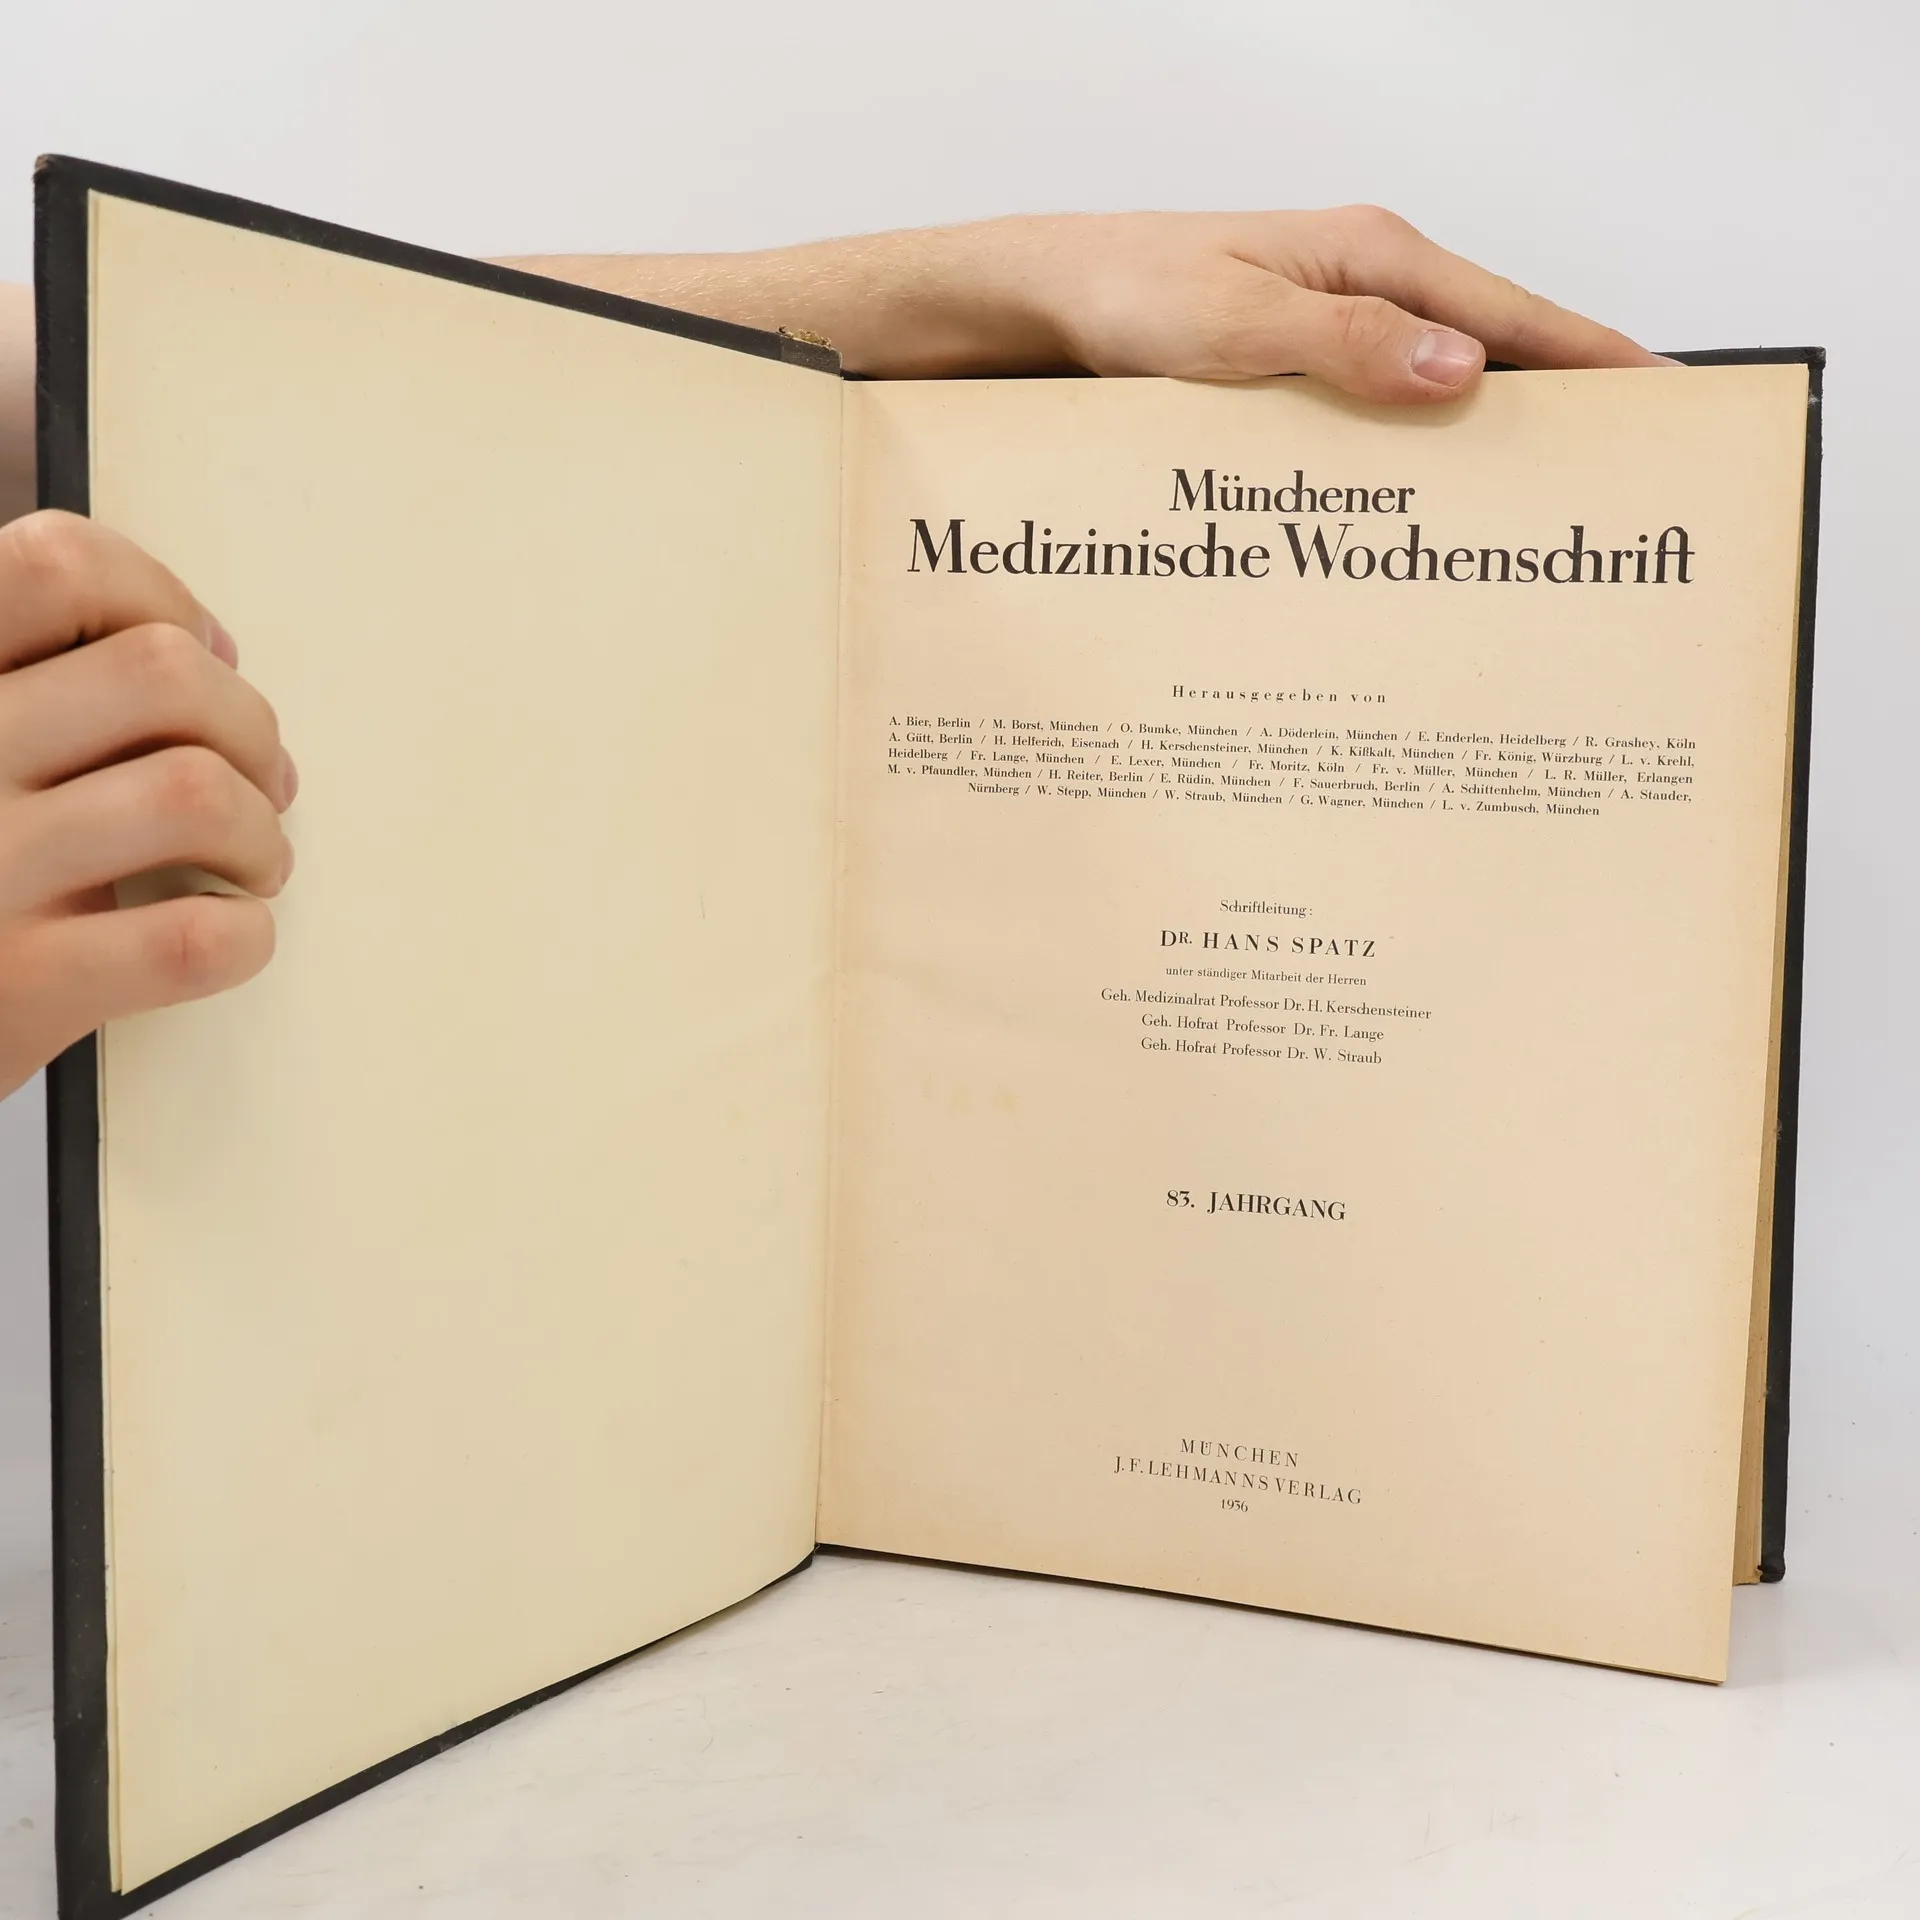 Münchener
Medizinische Wochenschrift
Herausgegeben von
A. Bier, Berlin / M. Borst, München / O. Bumke, München / A. Döderlein, München / E. Enderlen, Heidelberg / R. Grashey, Köln
A. Gütt, Berlin / H. Helferich, Eisenach / H. Kerschensteiner, München / K. Kißkalt, München / Fr. König, Würzburg / L. v. Krehl,
Heidelberg / Fr. Lange, München / E. Lexer, München / Fr. Moritz, Köln / Fr. v. Müller, München / L. R. Müller, Erlangen
M. v. Pfaundler, München / H. Reiter, Berlin / E. Rüdin, München / F. Sauerbruch, Berlin / A. Schittenhelm, München / A. Stauder,
Nürnberg / W. Stepp, München / W. Straub, München / G. Wagner, München / L. v. Zumbusch, München
Schriftleitung:
DR. HANS SPATZ
unter ständiger Mitarbeit der Herren
Geh. Medizinalrat Professor Dr. H. Kerschensteiner
Geh. Hofrat Professor Dr. Fr. Lange
Geh. Hofrat Professor Dr. W. Straub
83. JAHRGANG
MÜNCHEN
J. F. LEHMANNS VERLAG
1936